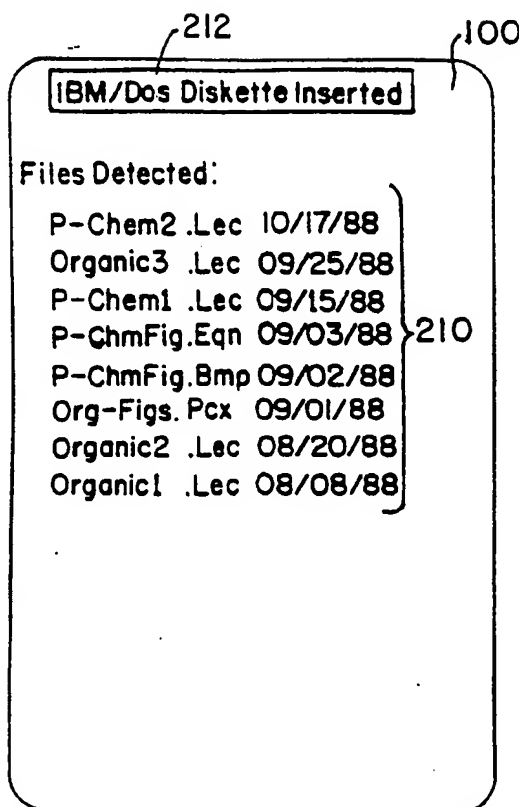 212
100
IBM/Dos Diskette Inserted
Files Detected:
P-Chem2 .Lec 10/17/88
Organic3 .Lec 09/25/88
P-Chem1 .Lec 09/15/88
P-ChmFig.Eqn 09/03/88
210
P-ChmFig.Bmp 09/02/88
Org-Figs. Pcx 09/01/88
Organic2 .Lec 08/20/88
Organic1 .Lec 08/08/88